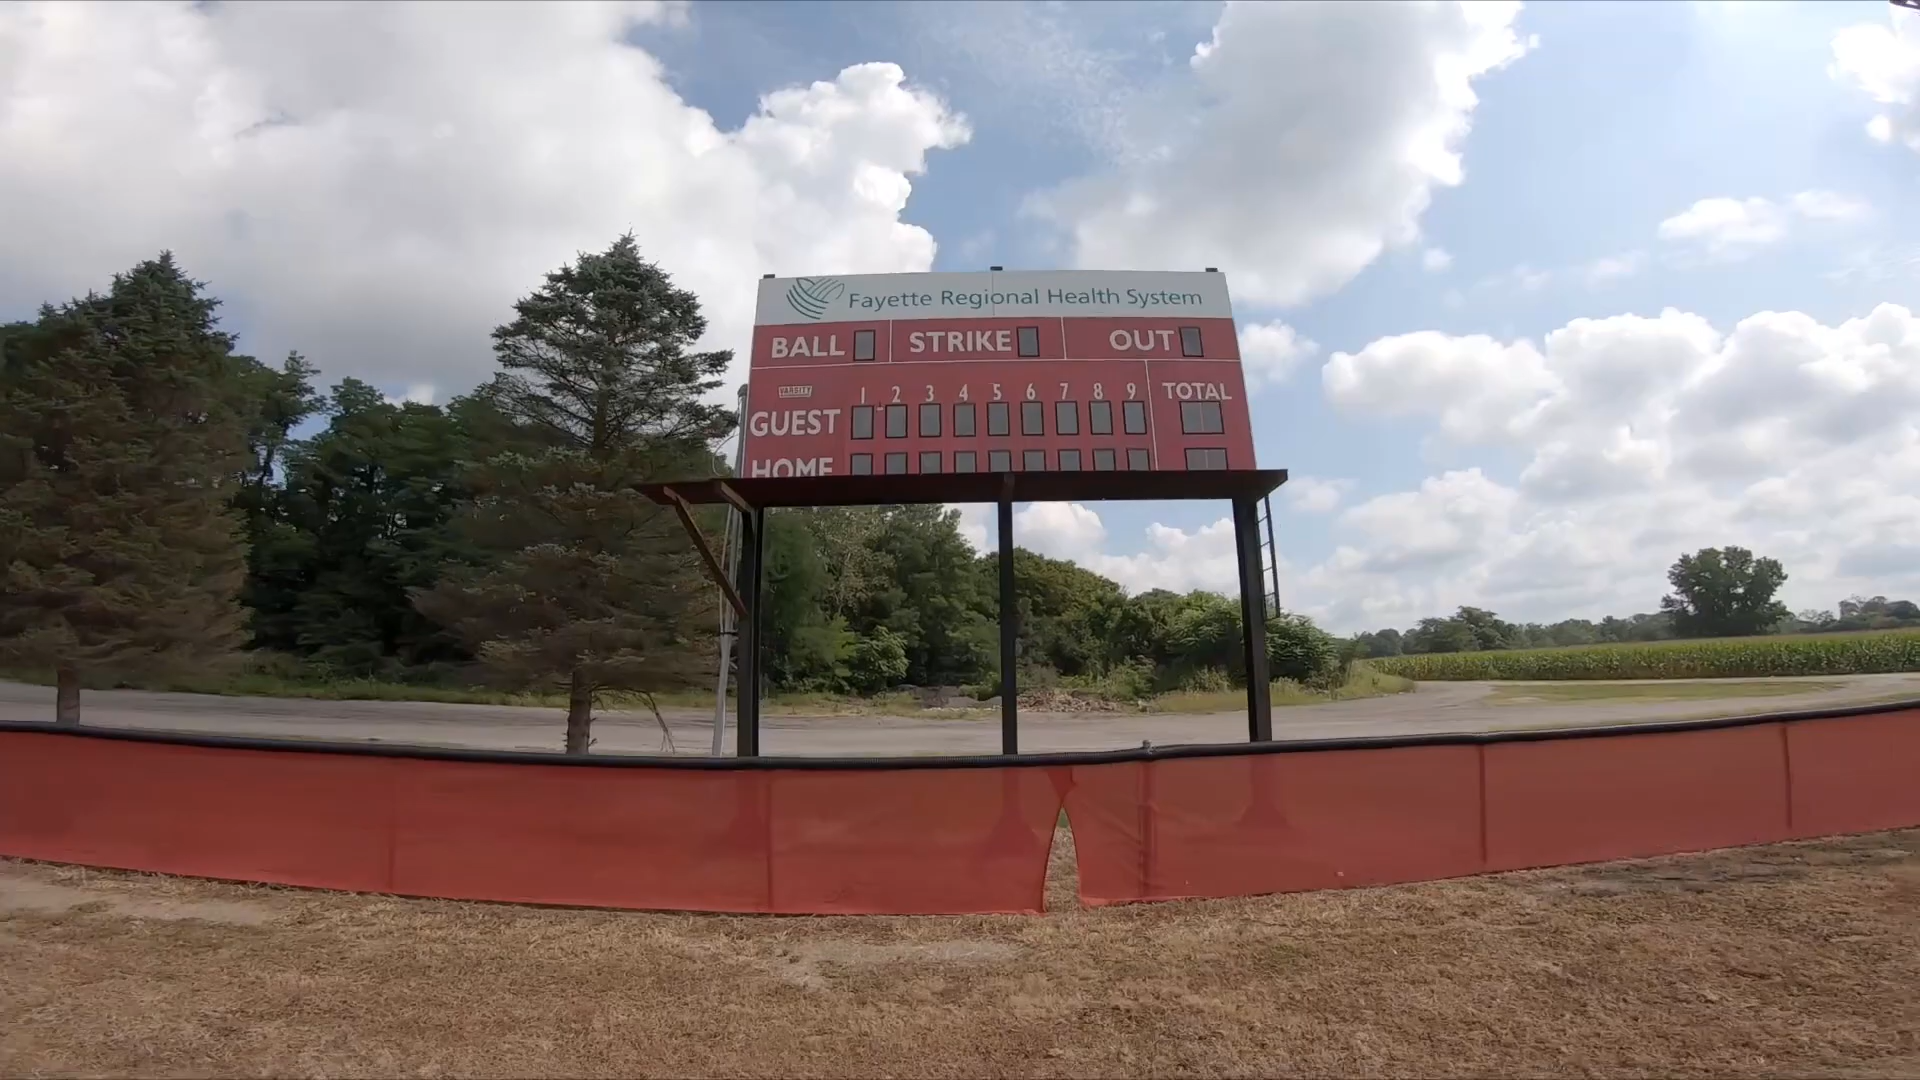 Fayette Regional Health System
BALL STRIKE OUT
VARSITY 1 2 3 4 5 6 7 8 9 TOTAL
GUEST
HOME